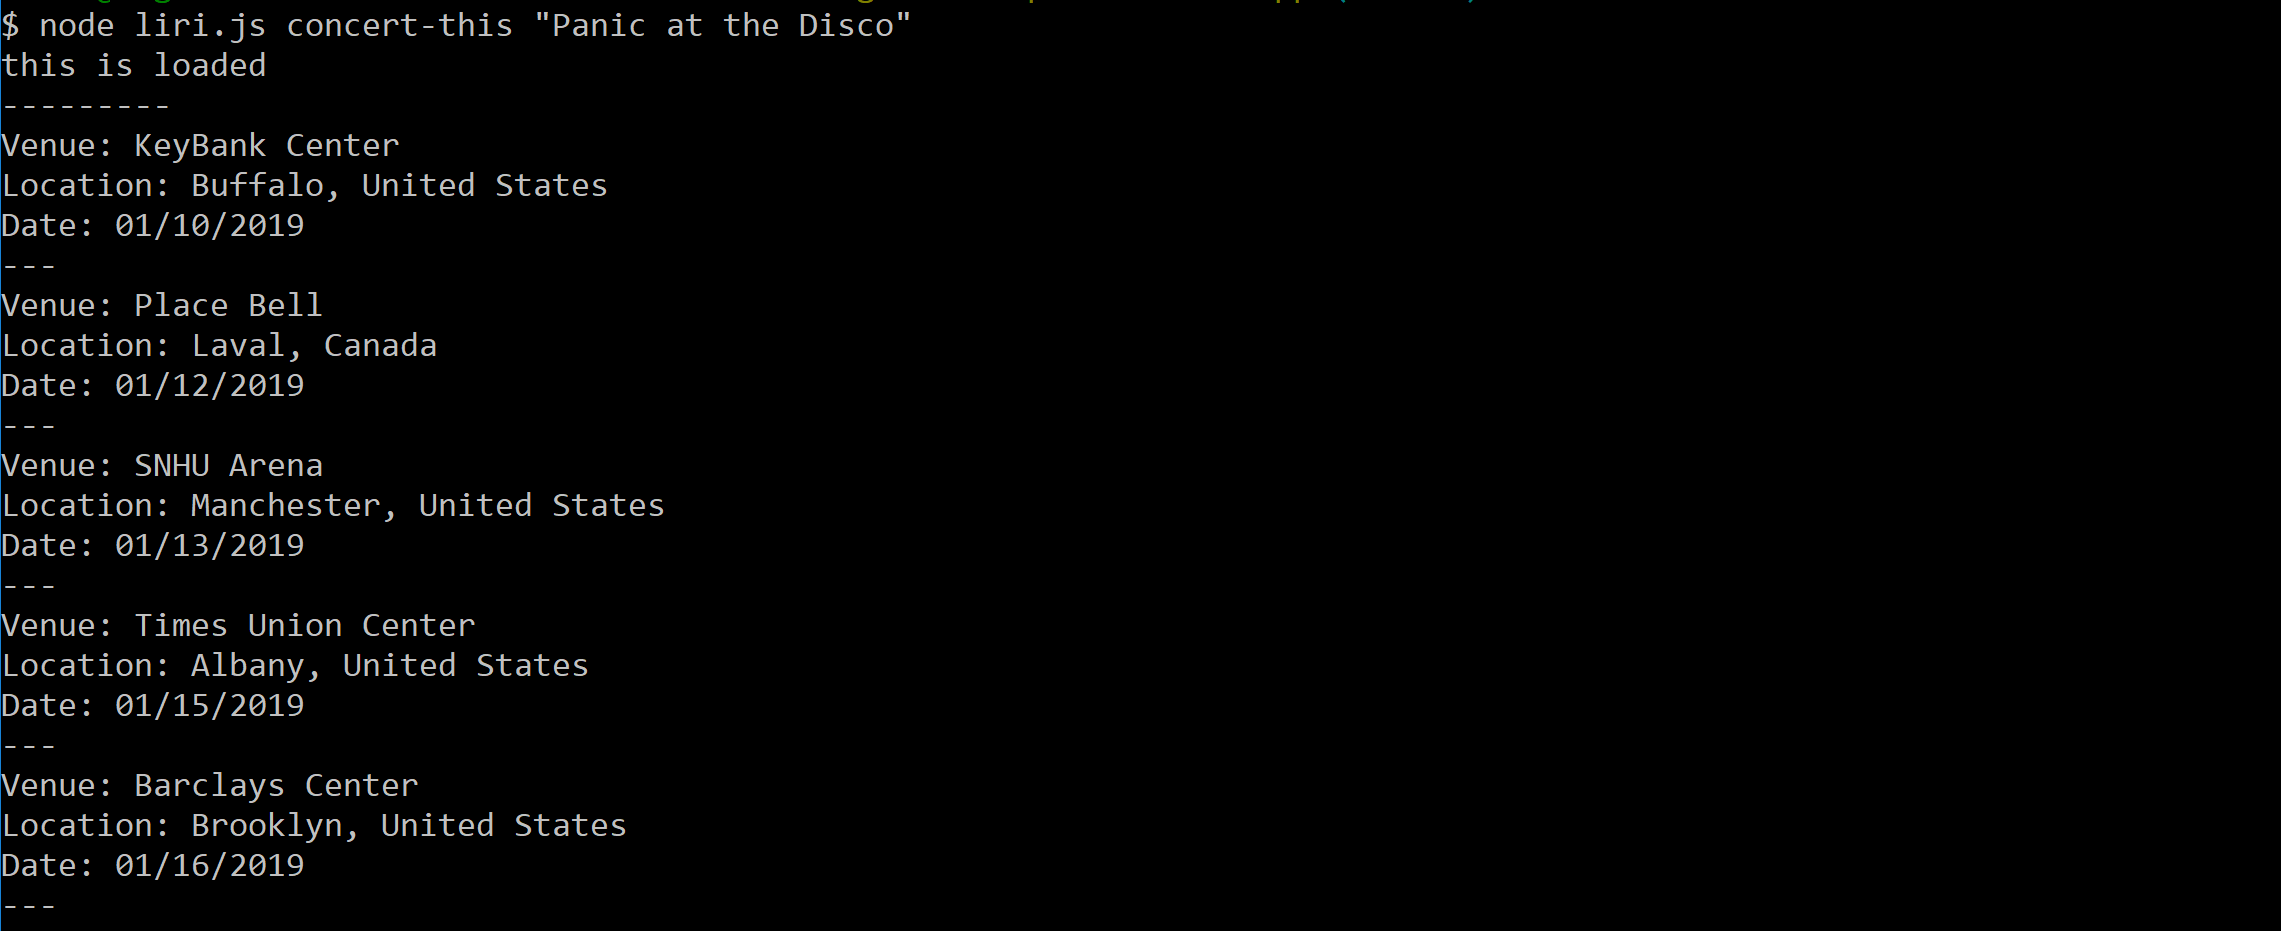 $ node liri.js concert-this "Panic at the Disco"
this is loaded
---------
Venue: KeyBank Center
Location: Buffalo, United States
Date: 01/10/2019
---
Venue: Place Bell
Location: Laval, Canada
Date: 01/12/2019
---
Venue: SNHU Arena
Location: Manchester, United States
Date: 01/13/2019
---
Venue: Times Union Center
Location: Albany, United States
Date: 01/15/2019
---
Venue: Barclays Center
Location: Brooklyn, United States
Date: 01/16/2019
---